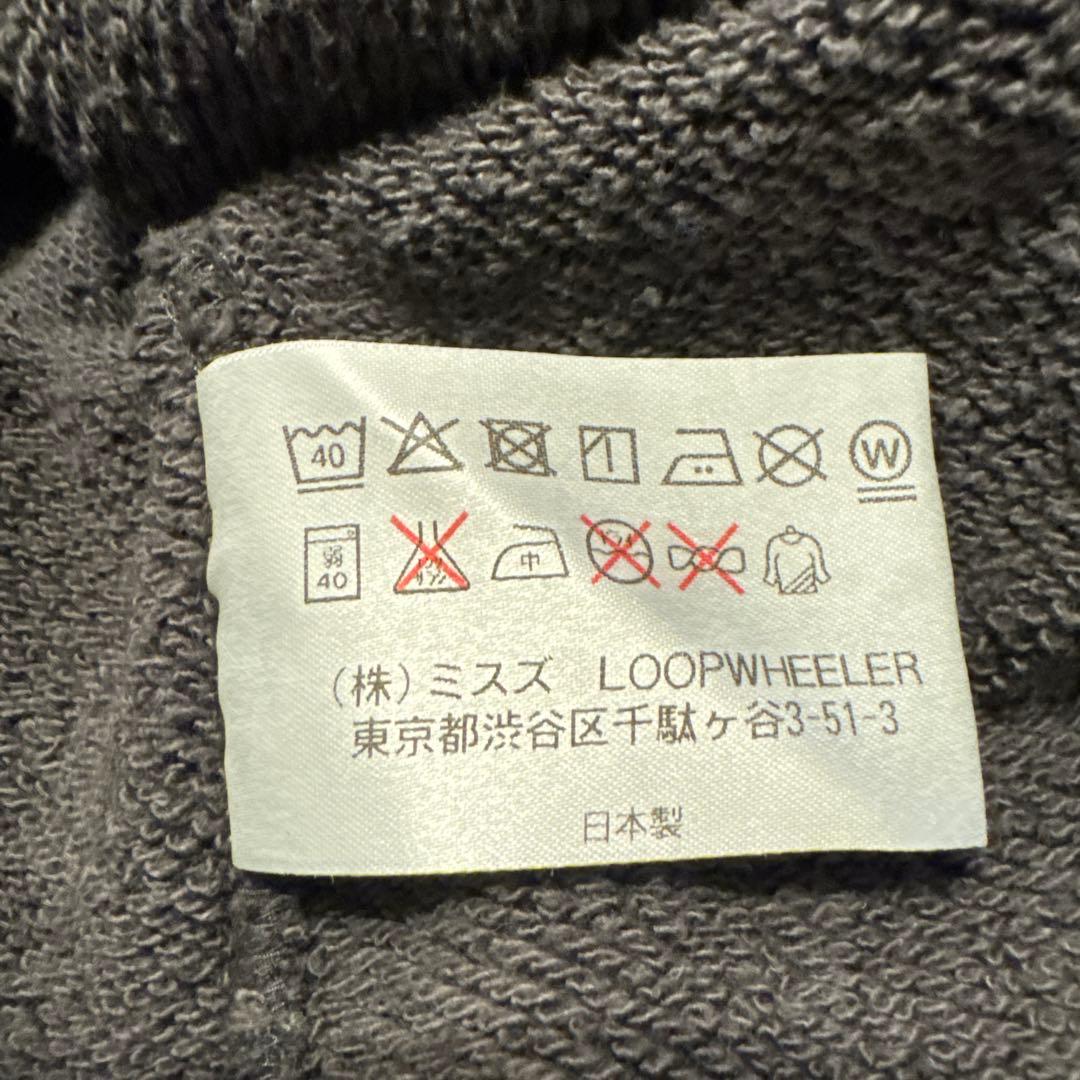 40 W
弱 40 中
(株)ミスズ LOOPWHEELER
東京都渋谷区千駄ヶ谷3-51-3
日本製